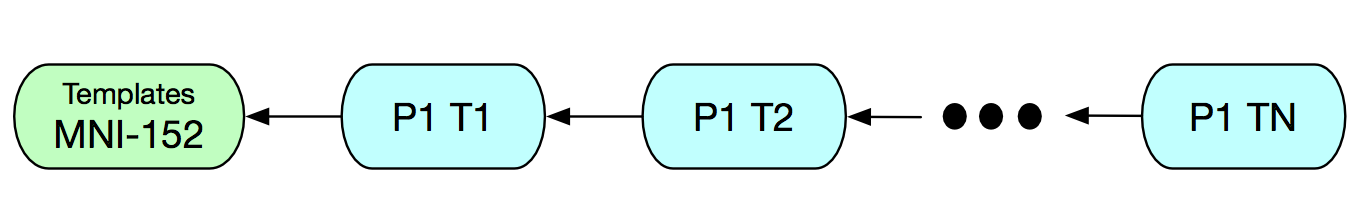 Templates
MNI-152
P1 T1
P1 T2
P1 TN